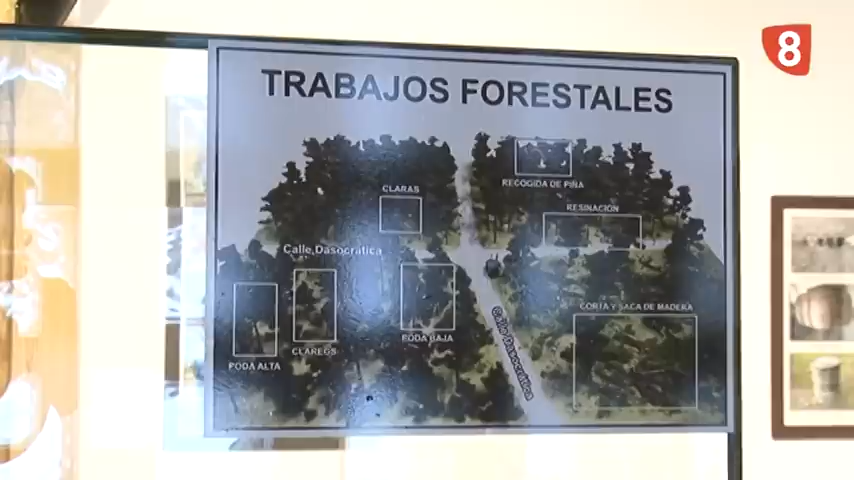 8
TRABAJOS FORESTALES
RECOGIDA DE PIÑA
CLARAS
RESINACION
Calle Dasocrática
CORTA Y SACA DE MADERA
Calle Dasocrática
PODA BAJA
CLAREOS
PODA ALTA